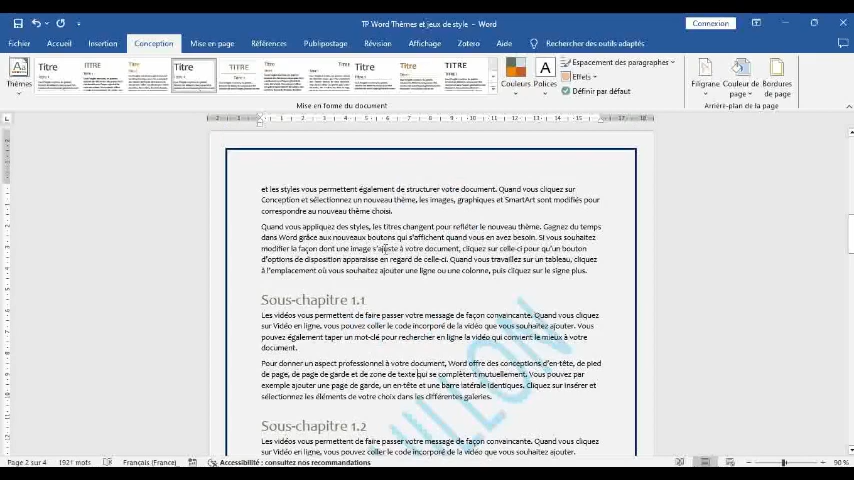 TP Word Thèmes et jeux de style - Word
Connexion
Fichier Accueil Insertion Conception Mise en page Références Publipostage Révision Affichage Zotero Aide Rechercher des outils adaptés
Thèmes
Titre TITRE Titre Titre Titre Titre TITRE
Couleurs Polices
Espacement des paragraphes
Effets
Définir par défaut
Filigrane Couleur de page Bordures de page
Mise en forme du document
Arrière-plan de la page
et les styles vous permettent également de structurer votre document. Quand vous cliquez sur
Conception et sélectionnez un nouveau thème, les images, graphiques et SmartArt sont modifiés pour
correspondre au nouveau thème choisi.
Quand vous appliquez des styles, les titres changent pour refléter le nouveau thème. Gagnez du temps
dans Word grâce aux nouveaux boutons qui s'affichent quand vous en avez besoin. Si vous souhaitez
modifier la façon dont une image s'ajuste à votre document, cliquez sur celle-ci pour qu'un bouton
d'options de disposition apparaisse en regard de celle-ci. Quand vous travaillez sur un tableau, cliquez
à l'emplacement où vous souhaitez ajouter une ligne ou une colonne, puis cliquez sur le signe plus.
Sous-chapitre 1.1
Les vidéos vous permettent de faire passer votre message de façon convaincante. Quand vous cliquez
sur Vidéo en ligne, vous pouvez coller le code incorporé de la vidéo que vous souhaitez ajouter. Vous
pouvez également taper un mot-clé pour rechercher en ligne la vidéo qui convient le mieux à votre
document.
Pour donner un aspect professionnel à votre document, Word offre des conceptions d'en-tête, de pied
de page, de page de garde et de zone de texte qui se complètent mutuellement. Vous pouvez par
exemple ajouter une page de garde, un en-tête et une barre latérale identiques. Cliquez sur Insérer et
sélectionnez les éléments de votre choix dans les différentes galeries.
Sous-chapitre 1.2
Les vidéos vous permettent de faire passer votre message de façon convaincante. Quand vous cliquez
sur Vidéo en ligne, vous pouvez coller le code incorporé de la vidéo que vous souhaitez ajouter.
Page 2 sur 4 1921 mots Français (France) Accessibilité : consultez nos recommandations 90 %